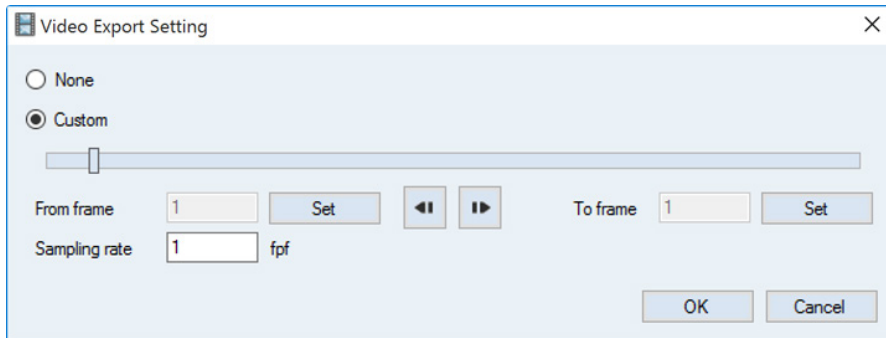 Video Export Setting
None
Custom
From frame 1 Set To frame 1 Set
Sampling rate 1 fpf
OK Cancel